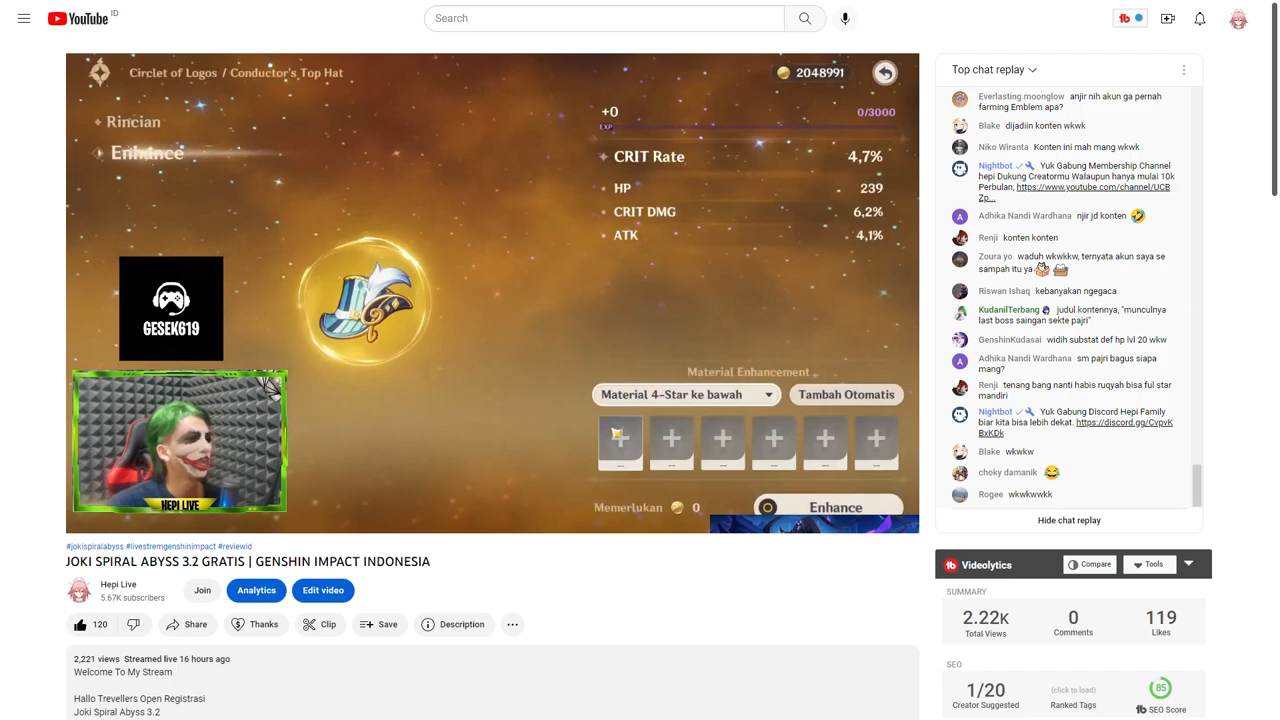 YouTube ID
Search
Circlet of Logos / Conductor's Top Hat
2048991
Rincian
Enhance
+0
0/3000
EXP
CRIT Rate 4,7%
HP 239
CRIT DMG 6,2%
ATK 4,1%
GESEK619
HEPI LIVE
Material Enhancement
Material 4-Star ke bawah
Tambah Otomatis
Memerlukan 0
Enhance
#jokispiralabyss #livestremgenshinimpact #reviewid
JOKI SPIRAL ABYSS 3.2 GRATIS | GENSHIN IMPACT INDONESIA
Hepi Live
5.67K subscribers
Join
Analytics
Edit video
120
Share
Thanks
Clip
Save
Description
2,221 views Streamed live 16 hours ago
Welcome To My Stream
Hallo Trevellers Open Registrasi
Joki Spiral Abyss 3.2
Top chat replay
Everlasting moonglow anjir nih akun ga pernah
farming Emblem apa?
Blake dijadiin konten wkwk
Niko Wiranta Konten ini mah mang wkwk
Nightbot Yuk Gabung Membership Channel
hepi Dukung Creatormu Walaupun hanya mulai 10k
Perbulan, https://www.youtube.com/channel/UCB
Zp...
Adhika Nandi Wardhana njir jd konten
Renji konten konten
Zoura yo waduh wkwkkw, ternyata akun saya se
sampah itu ya
Riswan Ishaq kebanyakan ngegaca
KudanilTerbang judul kontennya, "munculnya
last boss saingan sekte pajri"
GenshinKudasai widih substat def hp lvl 20 wkw
Adhika Nandi Wardhana sm pajri bagus siapa
mang?
Renji tenang bang nanti habis ruqyah bisa ful star
mandiri
Nightbot Yuk Gabung Discord Hepi Family
biar kita bisa lebih dekat. https://discord.gg/CvpvK
BxKDk
Blake wkwkw
choky damanik
Rogee wkwkwwkk
Hide chat replay
tb Videolytics
Compare
Tools
SUMMARY
2.22K
Total Views
0
Comments
119
Likes
SEO
1/20
Creator Suggested
(click to load)
Ranked Tags
85
tb SEO Score